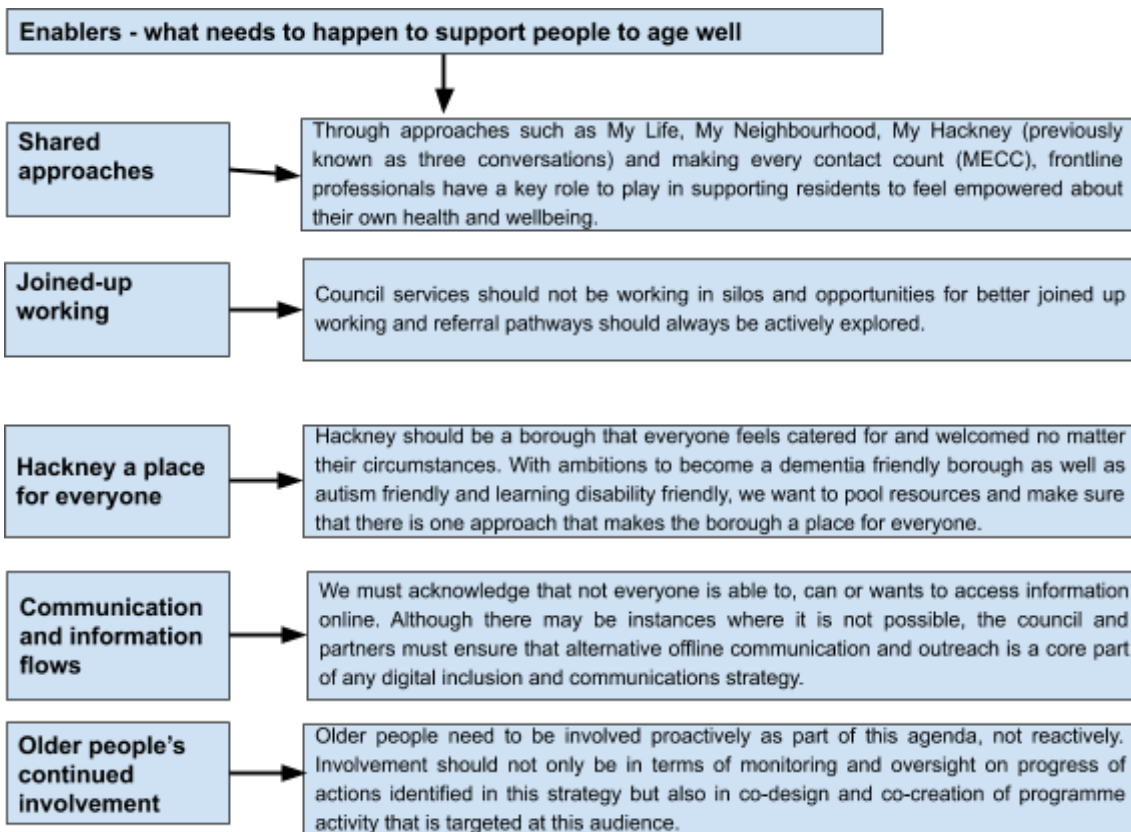 Enablers - what needs to happen to support people to age well
Shared
approaches
Through approaches such as My Life, My Neighbourhood, My Hackney (previously
known as three conversations) and making every contact count (MECC), frontline
professionals have a key role to play in supporting residents to feel empowered about
their own health and wellbeing.
Joined-up
working
Council services should not be working in silos and opportunities for better joined up
working and referral pathways should always be actively explored.
Hackney a place
for everyone
Hackney should be a borough that everyone feels catered for and welcomed no matter
their circumstances. With ambitions to become a dementia friendly borough as well as
autism friendly and learning disability friendly, we want to pool resources and make sure
that there is one approach that makes the borough a place for everyone.
Communication
and information
flows
We must acknowledge that not everyone is able to, can or wants to access information
online. Although there may be instances where it is not possible, the council and
partners must ensure that alternative offline communication and outreach is a core part
of any digital inclusion and communications strategy.
Older people's
continued
involvement
Older people need to be involved proactively as part of this agenda, not reactively.
Involvement should not only be in terms of monitoring and oversight on progress of
actions identified in this strategy but also in co-design and co-creation of programme
activity that is targeted at this audience.